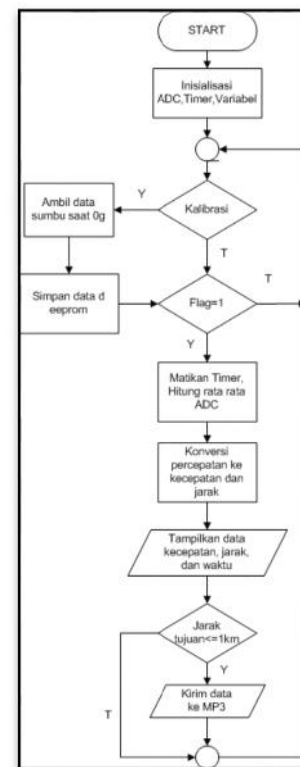 START
Inisialisasi
ADC,Timer,Variabel
Kalibrasi
Y
T
Ambil data
sumbu saat 0g
Simpan data d
eeprom
Flag=1
T
Y
Matikan Timer,
Hitung rata rata
ADC
Konversi
percepatan ke
kecepatan dan
jarak
Tampilkan data
kecepatan, jarak,
dan waktu
Jarak
tujuan<=1km
Y
T
Kirim data
ke MP3